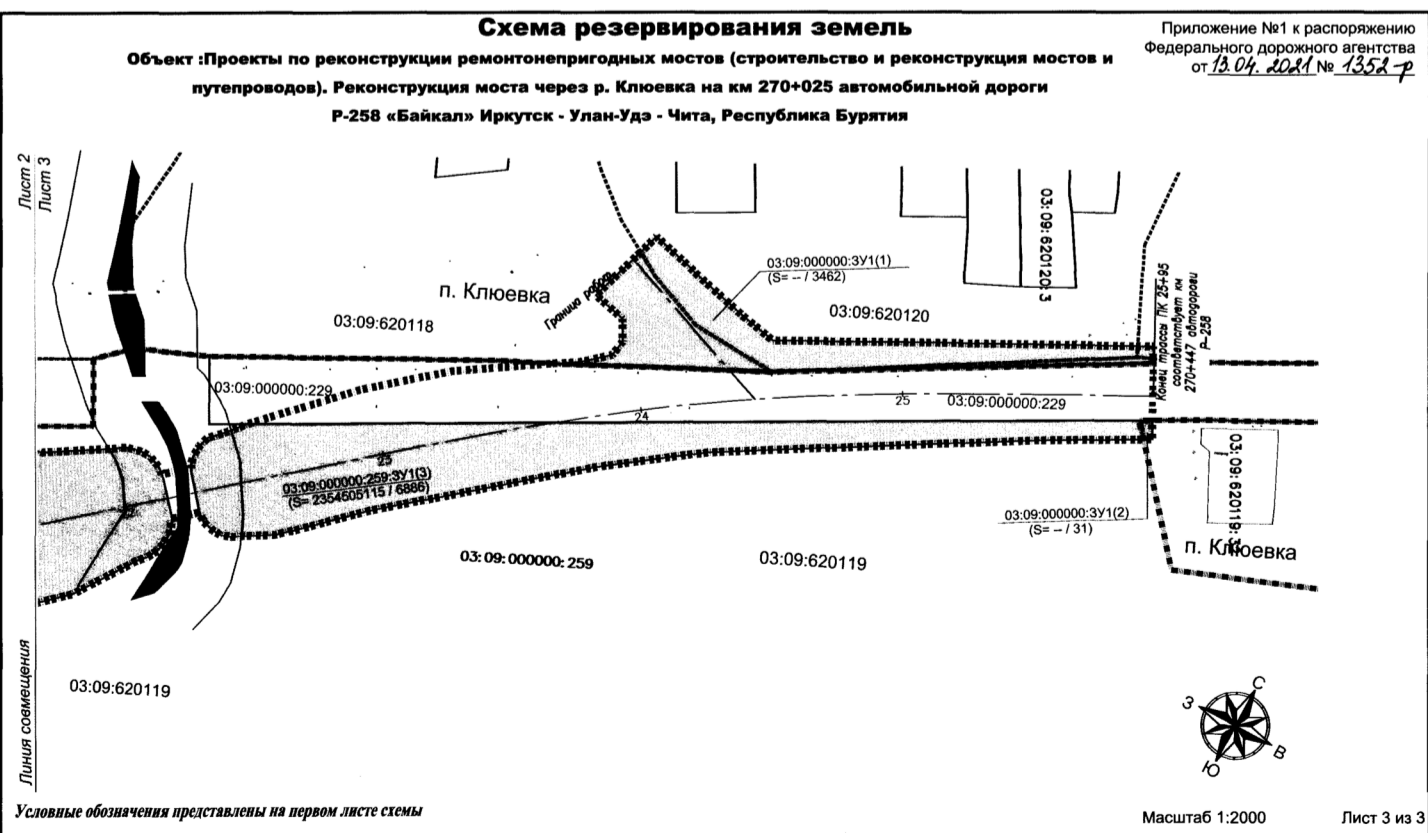 Схема резервирования земель
Приложение №1 к распоряжению
Федерального дорожного агентства
от 13.04.2021 № 1352-р
Объект :Проекты по реконструкции ремонтонепригодных мостов (строительство и реконструкция мостов и
путепроводов). Реконструкция моста через р. Клюевка на км 270+025 автомобильной дороги
Р-258 «Байкал» Иркутск - Улан-Удэ - Чита, Республика Бурятия
Лист 2
Лист 3
п. Клюевка
03:09:620118
Граница работ
03:09:000000:ЗУ1(1)
(S= -- / 3462)
03:09:620120
03:09:620120:3
Конец трассы ПК 25+95
соответствует км
270+447 автодороги
Р-258
03:09:000000:229
24
25
03:09:000000:229
23
03:09:000000:259:ЗУ1(3)
(S= 2354605115 / 6886)
03:09:000000:ЗУ1(2)
(S= -- / 31)
03:09:620119:
п. Клюевка
03:09:000000:259
03:09:620119
Линия совмещения
03:09:620119
С
З
В
Ю
Условные обозначения представлены на первом листе схемы
Масштаб 1:2000
Лист 3 из 3